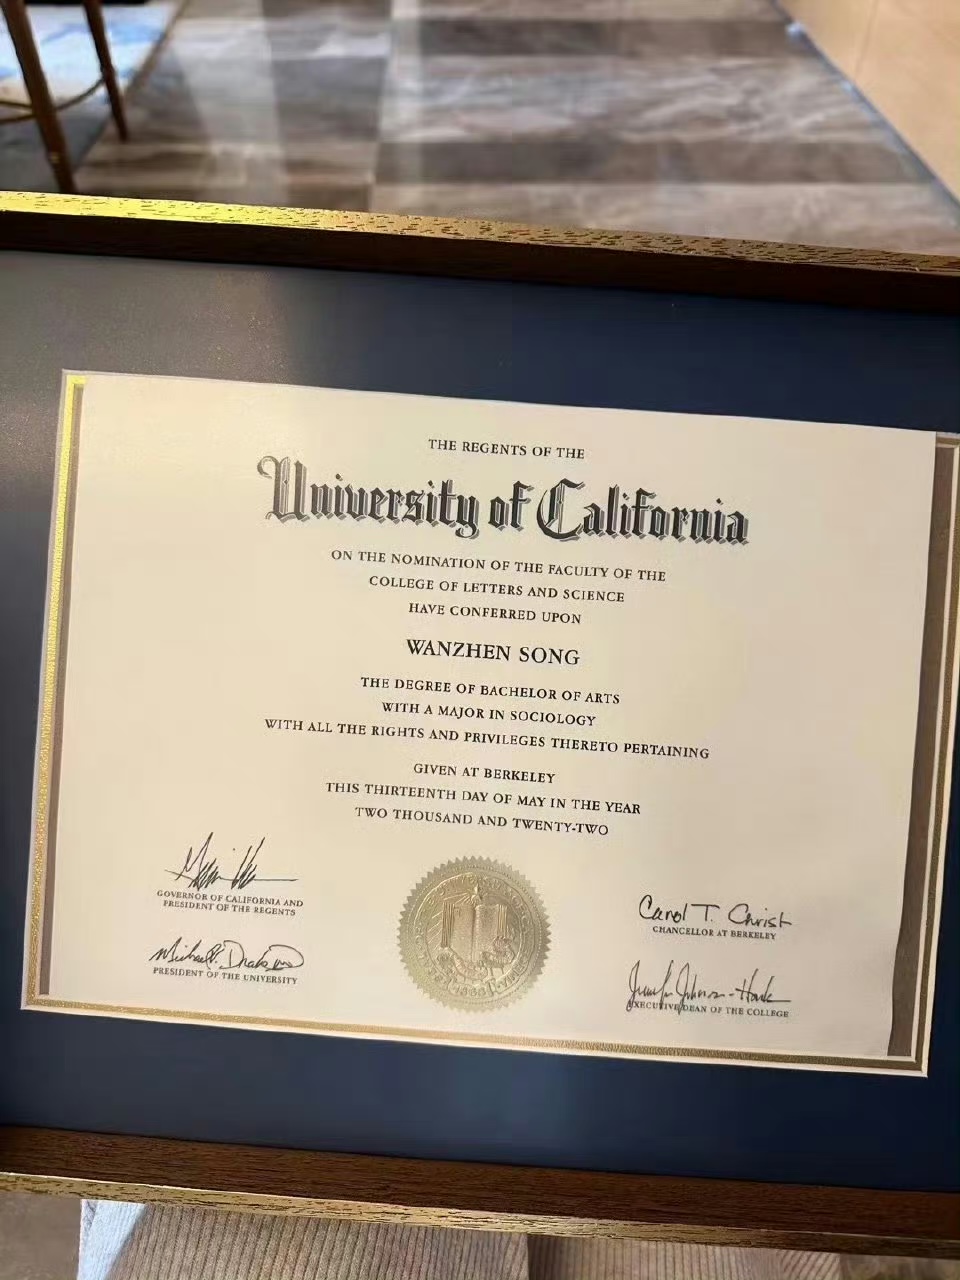 THE REGENTS OF THE
University of California
ON THE NOMINATION OF THE FACULTY OF THE
COLLEGE OF LETTERS AND SCIENCE
HAVE CONFERRED UPON
WANZHEN SONG
THE DEGREE OF BACHELOR OF ARTS
WITH A MAJOR IN SOCIOLOGY
WITH ALL THE RIGHTS AND PRIVILEGES THERETO PERTAINING
GIVEN AT BERKELEY
THIS THIRTEENTH DAY OF MAY IN THE YEAR
TWO THOUSAND AND TWENTY-TWO
GOVERNOR OF CALIFORNIA AND
PRESIDENT OF THE REGENTS
Michael V. Drake MD
PRESIDENT OF THE UNIVERSITY
1868
Carol T. Christ
CHANCELLOR AT BERKELEY
EXECUTIVE DEAN OF THE COLLEGE